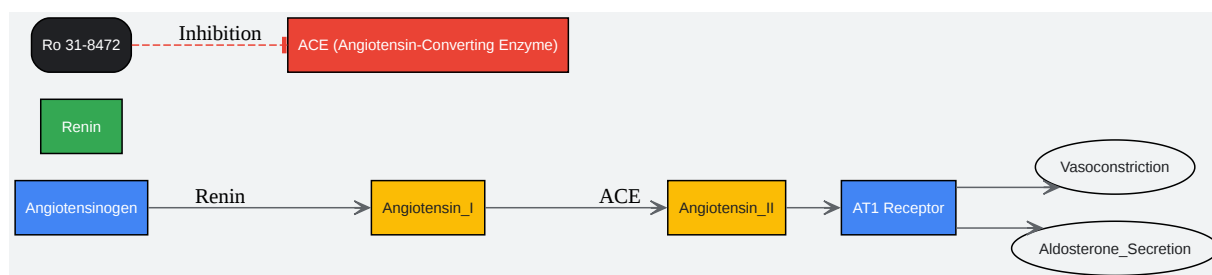 Ro 31-8472
Inhibition
ACE (Angiotensin-Converting Enzyme)
Renin
Angiotensinogen
Renin
Angiotensin_I
ACE
Angiotensin_II
AT1 Receptor
Vasoconstriction
Aldosterone_Secretion